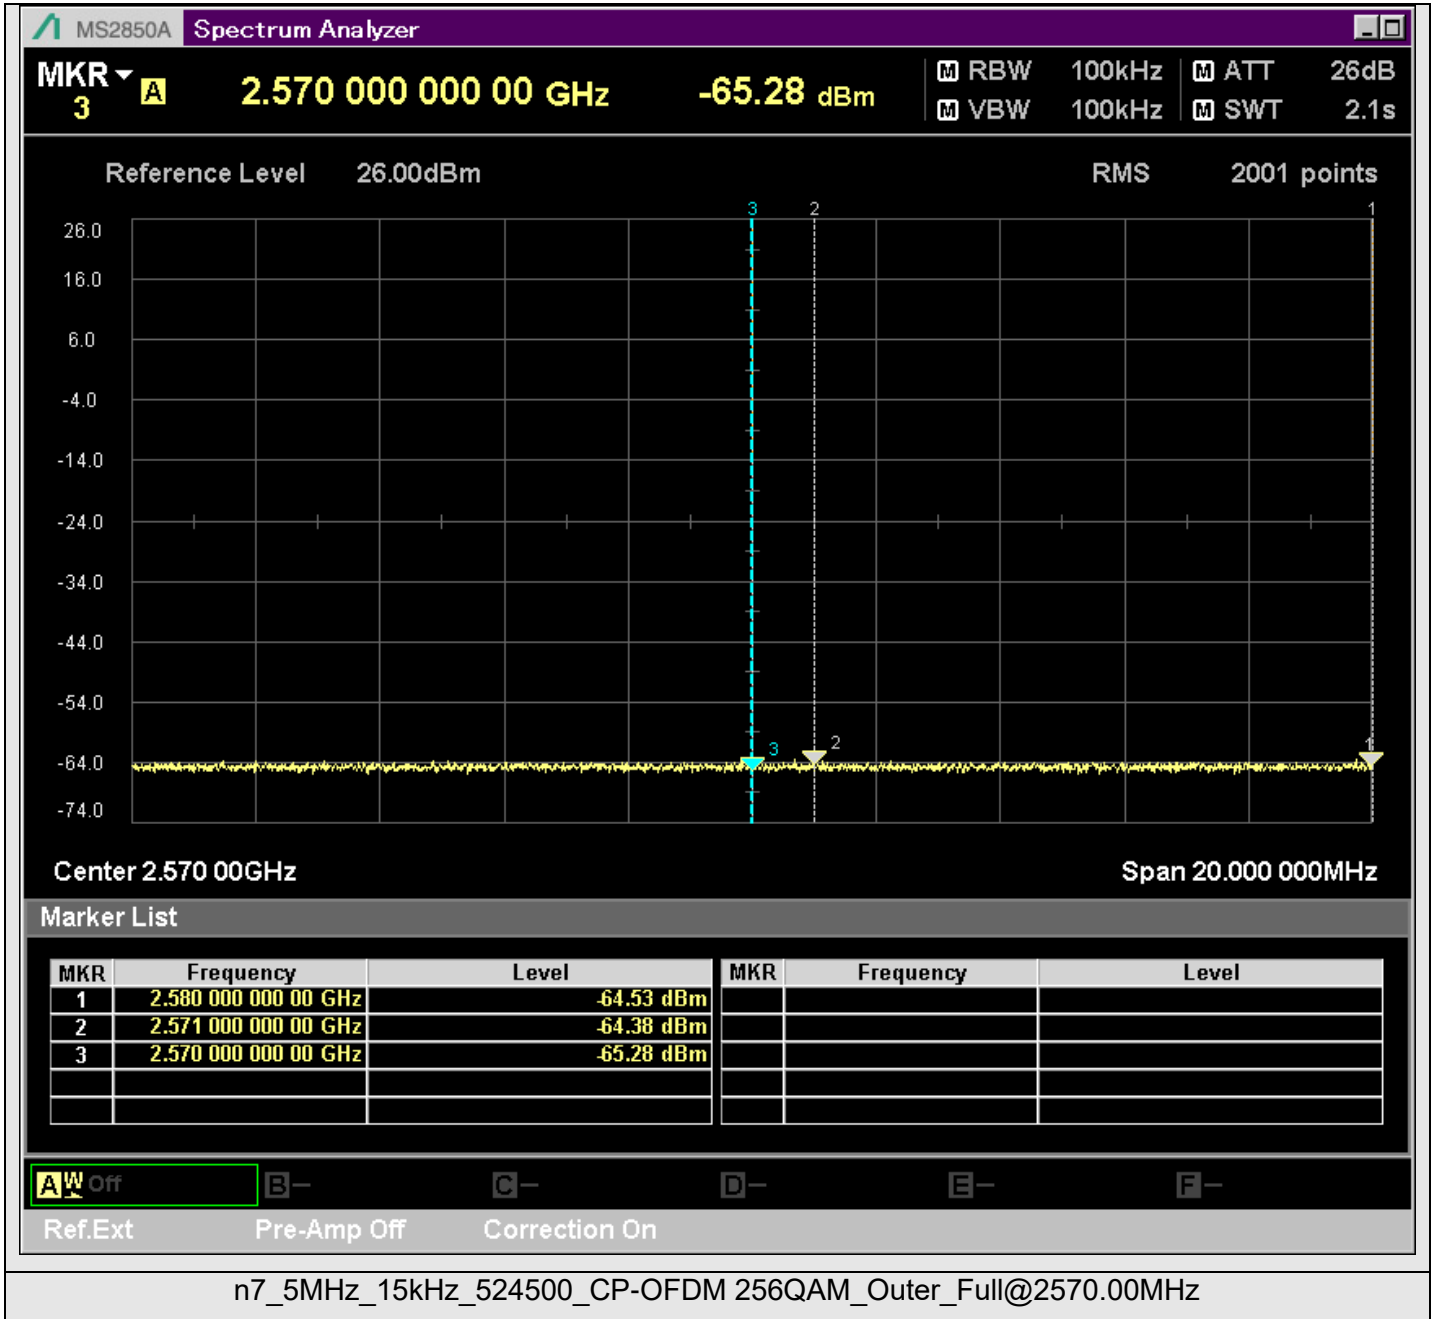 MS2850A Spectrum Analyzer
MKR A 2.570 000 000 00 GHz -65.28 dBm M RBW 100kHz M ATT 26dB
3 M VBW 100kHz M SWT 2.1s
Reference Level 26.00dBm RMS 2001 points
3 2 1
26.0
16.0
6.0
-4.0
-14.0
-24.0
-34.0
-44.0
-54.0
3 2 1
-64.0
-74.0
Center 2.570 00GHz Span 20.000 000MHz
Marker List
MKR Frequency Level MKR Frequency Level
1 2.580 000 000 00 GHz -64.53 dBm
2 2.571 000 000 00 GHz -64.38 dBm
3 2.570 000 000 00 GHz -65.28 dBm
A W Off B — C — D — E — F —
Ref.Ext Pre-Amp Off Correction On
n7_5MHz_15kHz_524500_CP-OFDM 256QAM_Outer_Full@2570.00MHz